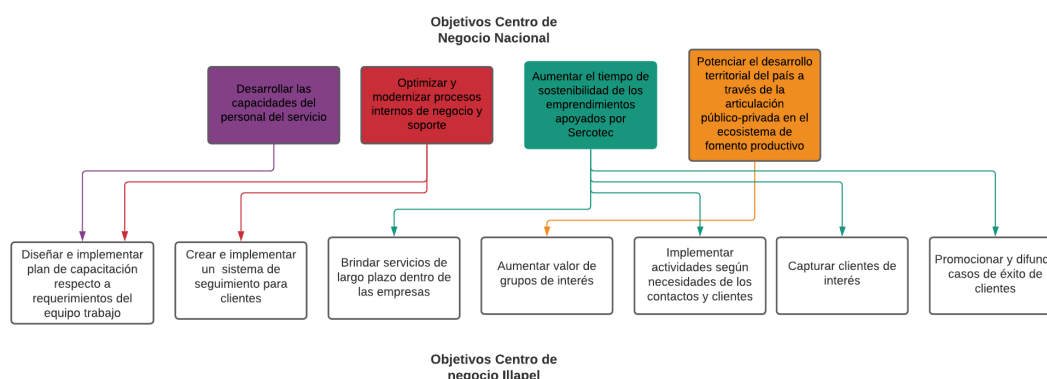 Objetivos Centro de
Negocio Nacional
Desarrollar las
capacidades del
personal del servicio
Optimizar y
modernizar procesos
internos de negocio y
soporte
Aumentar el tiempo de
sostenibilidad de los
emprendimientos
apoyados por
Sercotec
Potenciar el desarrollo
territorial del país a
través de la
articulación
público-privada en el
ecosistema de
fomento productivo
Diseñar e implementar
plan de capacitación
respecto a
requerimientos del
equipo trabajo
Crear e implementar
un sistema de
seguimiento para
clientes
Brindar servicios de
largo plazo dentro de
las empresas
Aumentar valor de
grupos de interés
Implementar
actividades según
necesidades de los
contactos y clientes
Capturar clientes de
interés
Promocionar y difund
casos de éxito de
clientes
Objetivos Centro de
negocio Illapel